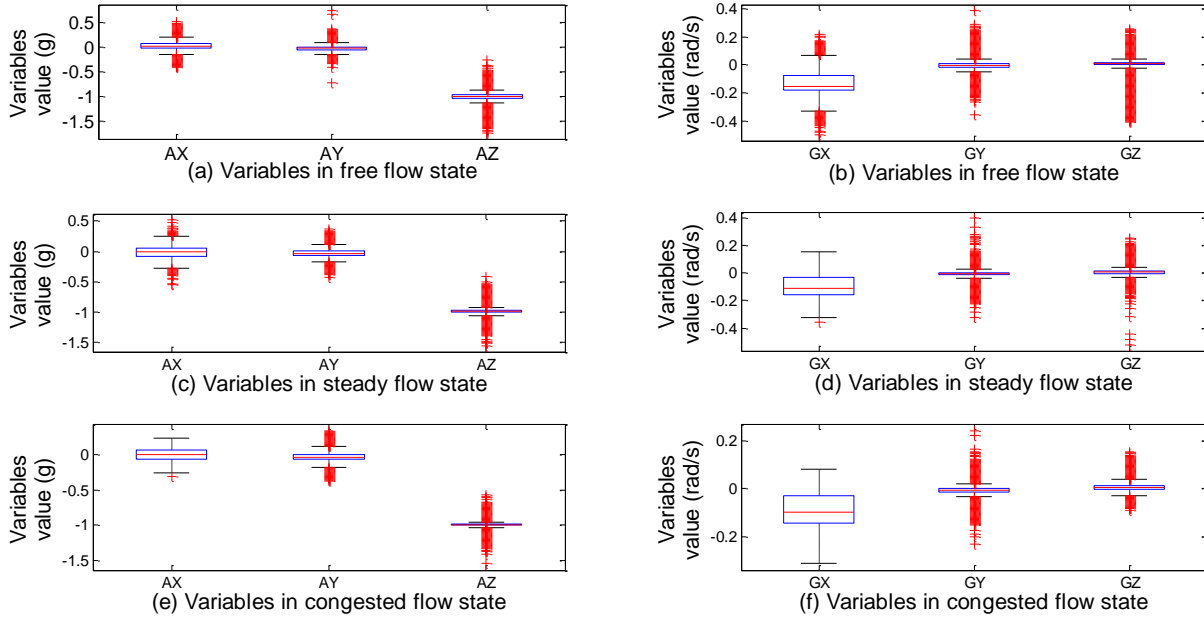 Variables
value (g)
0.5
0
-0.5
-1
-1.5
AX AY AZ
(a) Variables in free flow state
Variables
value (rad/s)
0.4
0.2
0
-0.2
-0.4
GX GY GZ
(b) Variables in free flow state
Variables
value (g)
0.5
0
-0.5
-1
-1.5
AX AY AZ
(c) Variables in steady flow state
Variables
value (rad/s)
0.4
0.2
0
-0.2
-0.4
GX GY GZ
(d) Variables in steady flow state
Variables
value (g)
0
-0.5
-1
-1.5
AX AY AZ
(e) Variables in congested flow state
Variables
value (rad/s)
0.2
0
-0.2
GX GY GZ
(f) Variables in congested flow state